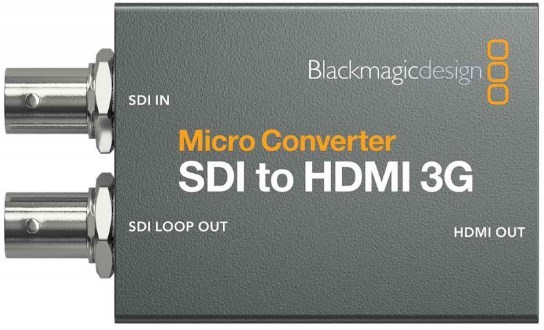 Blackmagicdesign
SDI IN
Micro Converter
SDI to HDMI 3G
SDI LOOP OUT
HDMI OUT